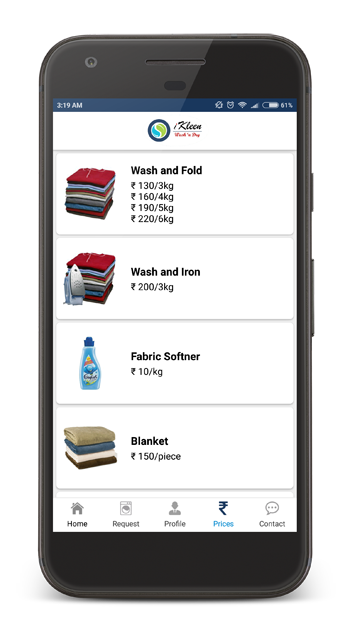 3:19 AM
61%
iKleen
Wash 'n Dry
Wash and Fold
₹ 130/3kg
₹ 160/4kg
₹ 190/5kg
₹ 220/6kg
Wash and Iron
₹ 200/3kg
Fabric Softner
₹ 10/kg
Blanket
₹ 150/piece
Home
Request
Profile
Prices
Contact